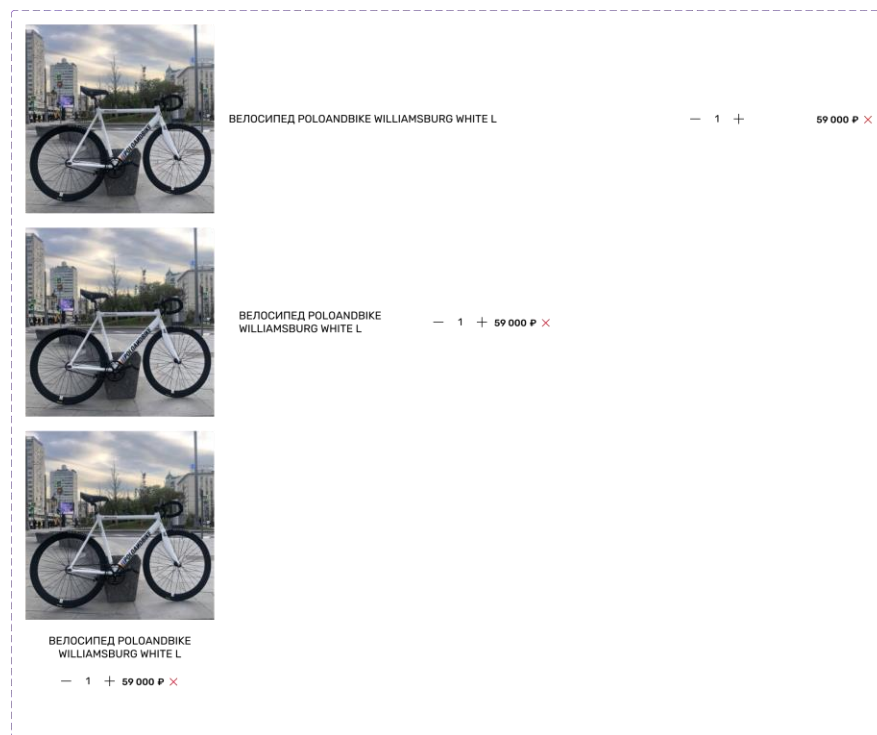 ВЕЛОСИПЕД POLOANDBIKE WILLIAMSBURG WHITE L
— 1 +
59 000 ₽ ×
ВЕЛОСИПЕД POLOANDBIKE
WILLIAMSBURG WHITE L
— 1 + 59 000 ₽ ×
ВЕЛОСИПЕД POLOANDBIKE
WILLIAMSBURG WHITE L
— 1 + 59 000 ₽ ×